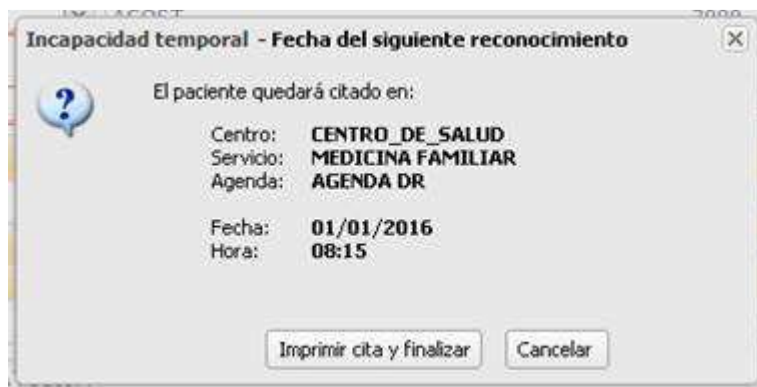 Incapacidad temporal - Fecha del siguiente reconocimiento
El paciente quedará citado en:
Centro: CENTRO_DE_SALUD
Servicio: MEDICINA FAMILIAR
Agenda: AGENDA DR
Fecha: 01/01/2016
Hora: 08:15
Imprimir cita y finalizar Cancelar